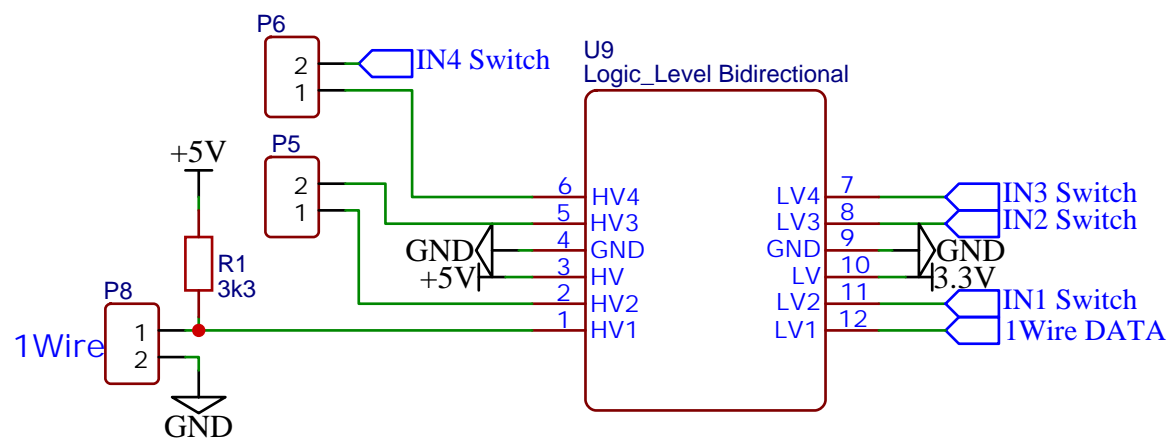 P6
2
1
IN4 Switch
U9
Logic_Level Bidirectional
+5V
P5
2
1
R1
3k3
P8
1
2
1Wire
GND
6 HV4
5 HV3
GND 4 GND
+5V 3 HV
2 HV2
1 HV1
LV4 7 IN3 Switch
LV3 8 IN2 Switch
GND 9 GND
LV 10 3.3V
LV2 11 IN1 Switch
LV1 12 1Wire DATA